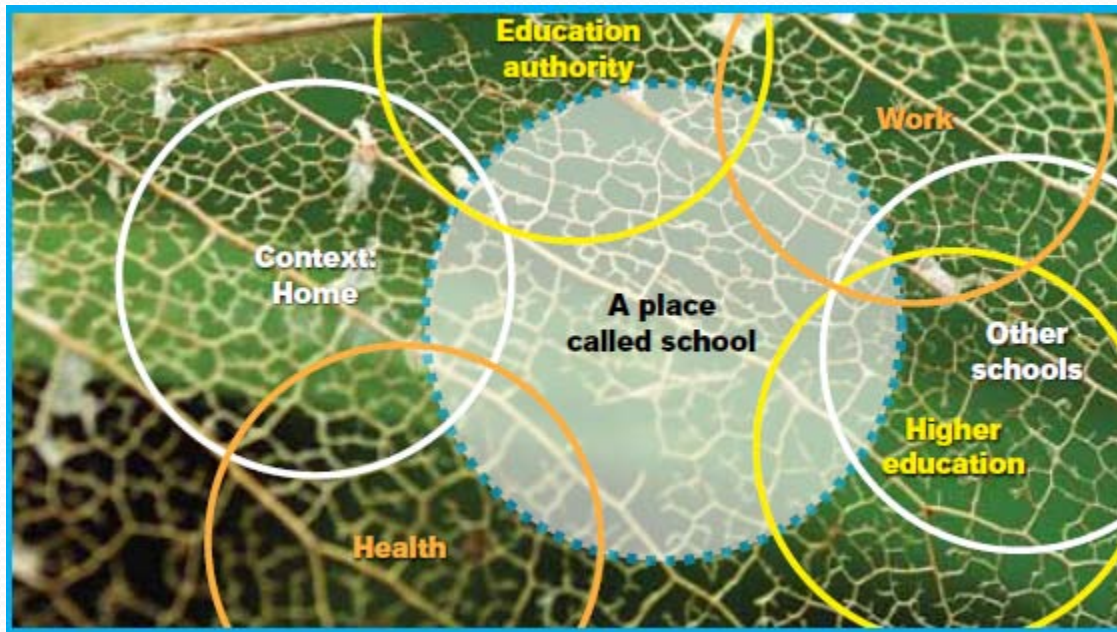 Education
authority
Work
Context:
Home
A place
called school
Other
schools
Higher
education
Health